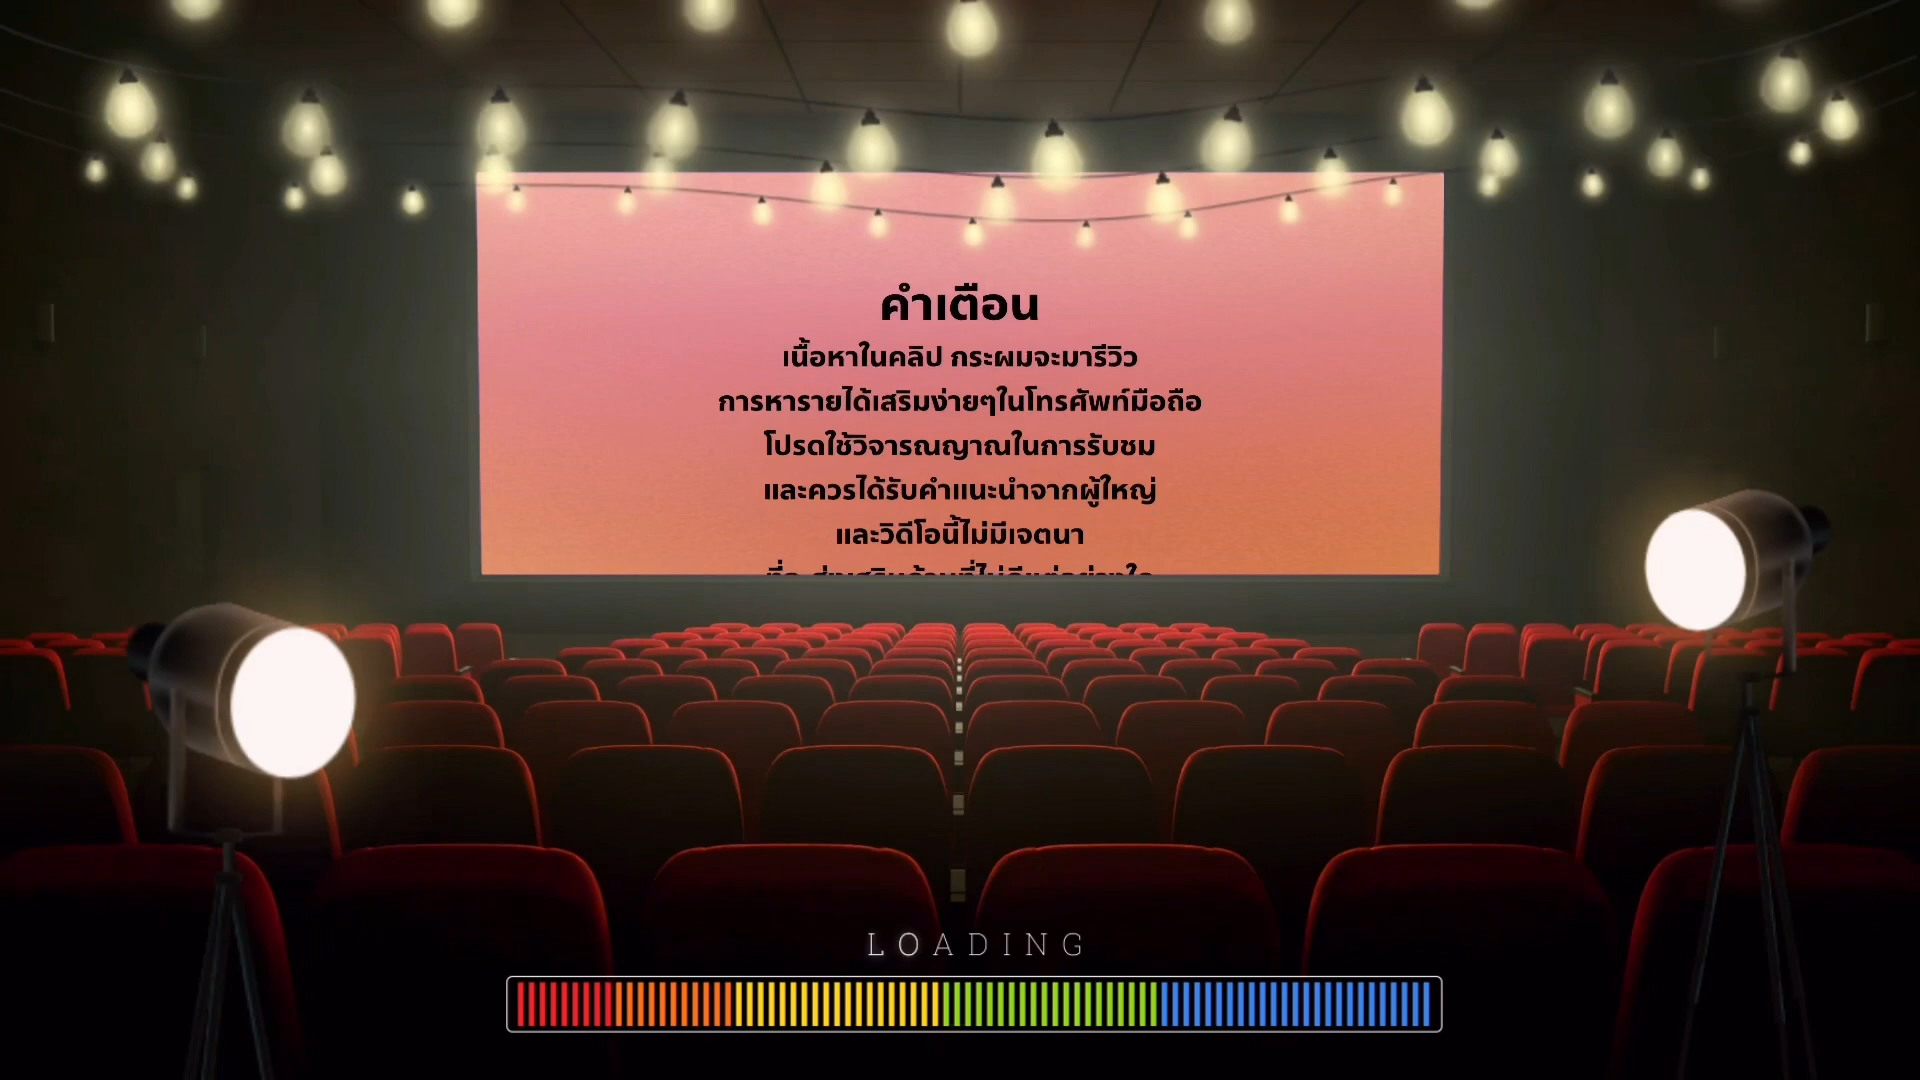 คำเตือน
เนื้อหาในคลิป กระผมจะมารีวิว
การหารายได้เสริมง่ายๆในโทรศัพท์มือถือ
โปรดใช้วิจารณญาณในการรับชม
และควรได้รับคำแนะนำจากผู้ใหญ่
และวิดีโอนี้ไม่มีเจตนา
LOADING